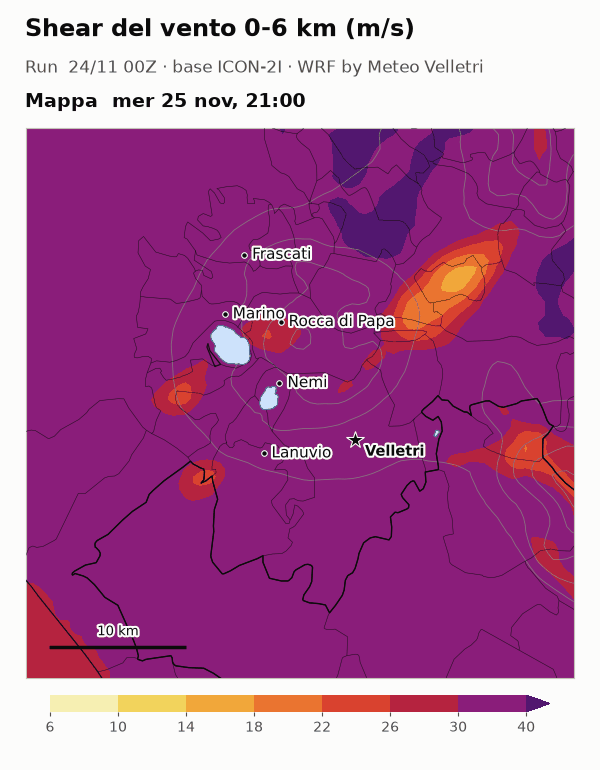 Shear del vento 0-6 km (m/s)
Run  24/11 00Z · base ICON-2I · WRF by Meteo Velletri
Mappa  mer 25 nov, 21:00
Frascati
Marino
Rocca di Papa
Nemi
Velletri
Lanuvio
10 km
6 10 14 18 22 26 30 40